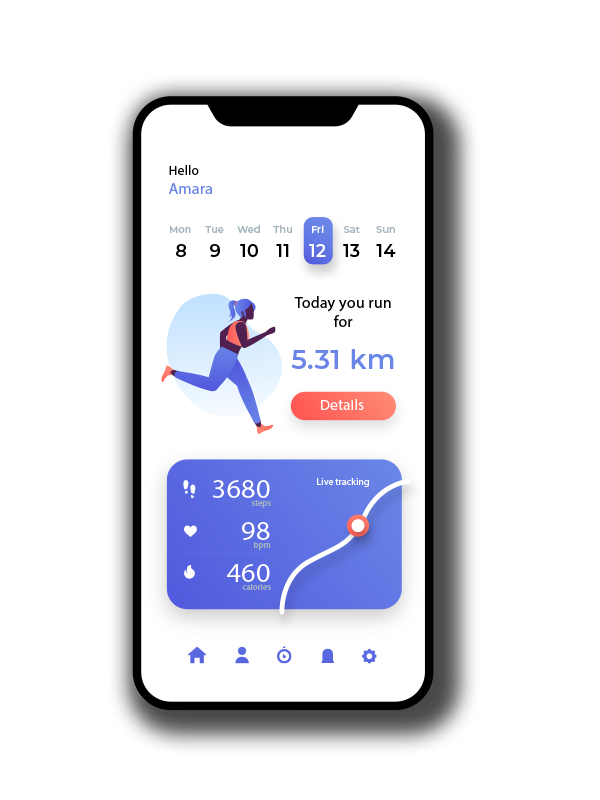 Hello
Amara
Mon Tue Wed Thu Fri Sat Sun
8 9 10 11 12 13 14
Today you run
for
5.31 km
Details
Live tracking
3680
steps
98
bpm
460
calories